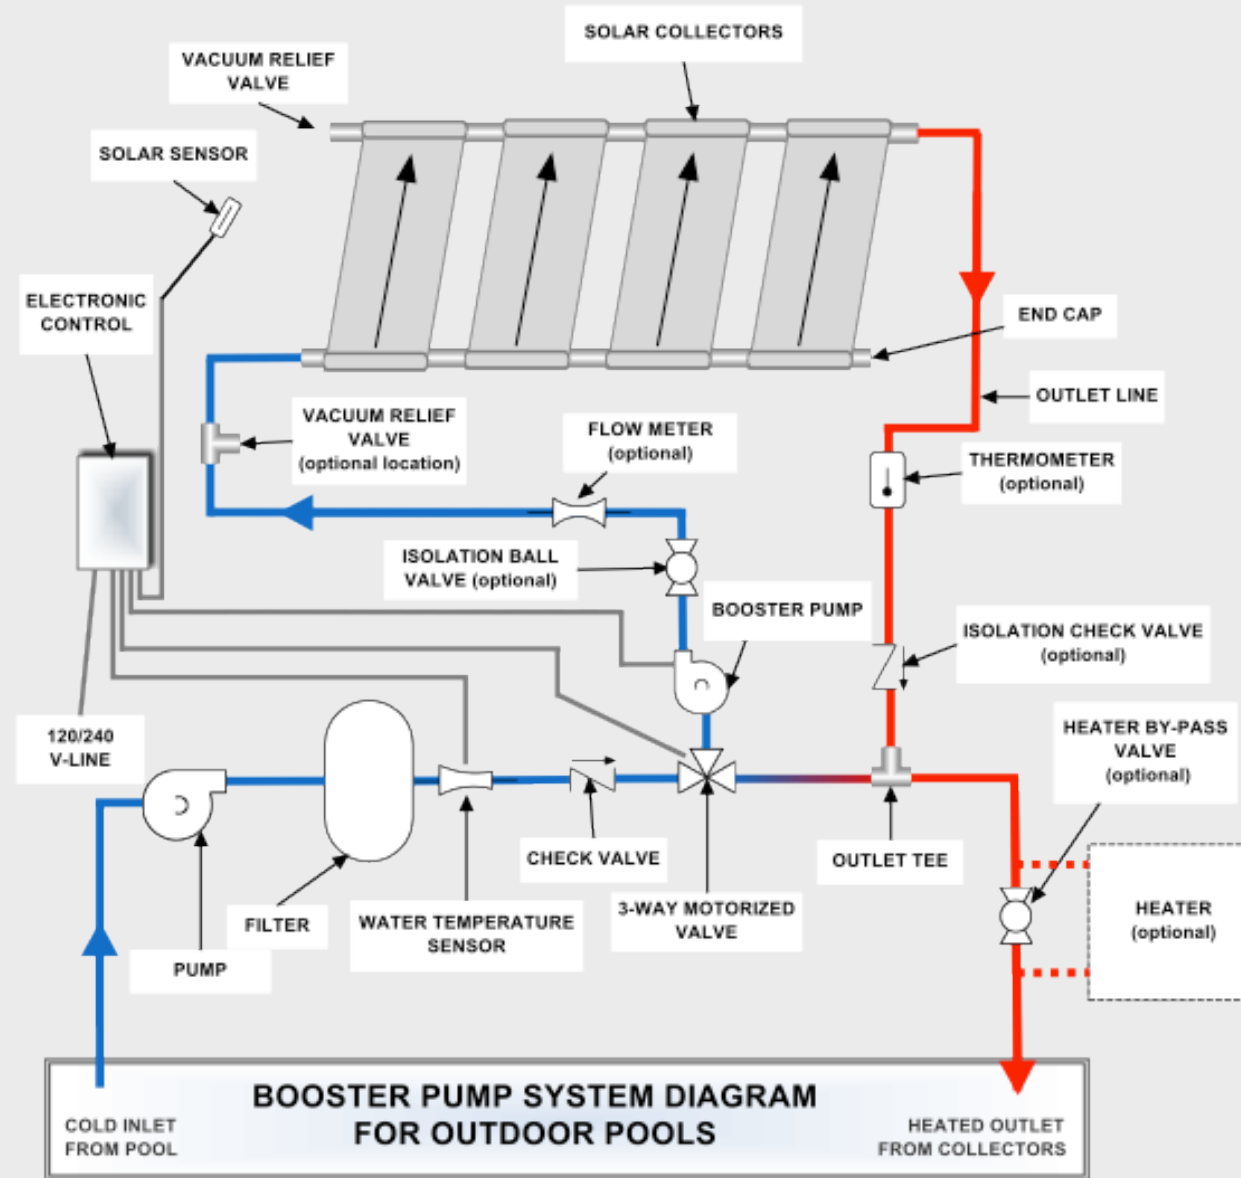 SOLAR COLLECTORS
VACUUM RELIEF
VALVE
SOLAR SENSOR
ELECTRONIC
CONTROL
END CAP
OUTLET LINE
VACUUM RELIEF
VALVE
(optional location)
FLOW METER
(optional)
THERMOMETER
(optional)
ISOLATION BALL
VALVE (optional)
BOOSTER PUMP
ISOLATION CHECK VALVE
(optional)
120/240
V-LINE
HEATER BY-PASS
VALVE
(optional)
CHECK VALVE
OUTLET TEE
FILTER
WATER TEMPERATURE
SENSOR
3-WAY MOTORIZED
VALVE
HEATER
(optional)
PUMP
BOOSTER PUMP SYSTEM DIAGRAM
FOR OUTDOOR POOLS
COLD INLET
FROM POOL
HEATED OUTLET
FROM COLLECTORS